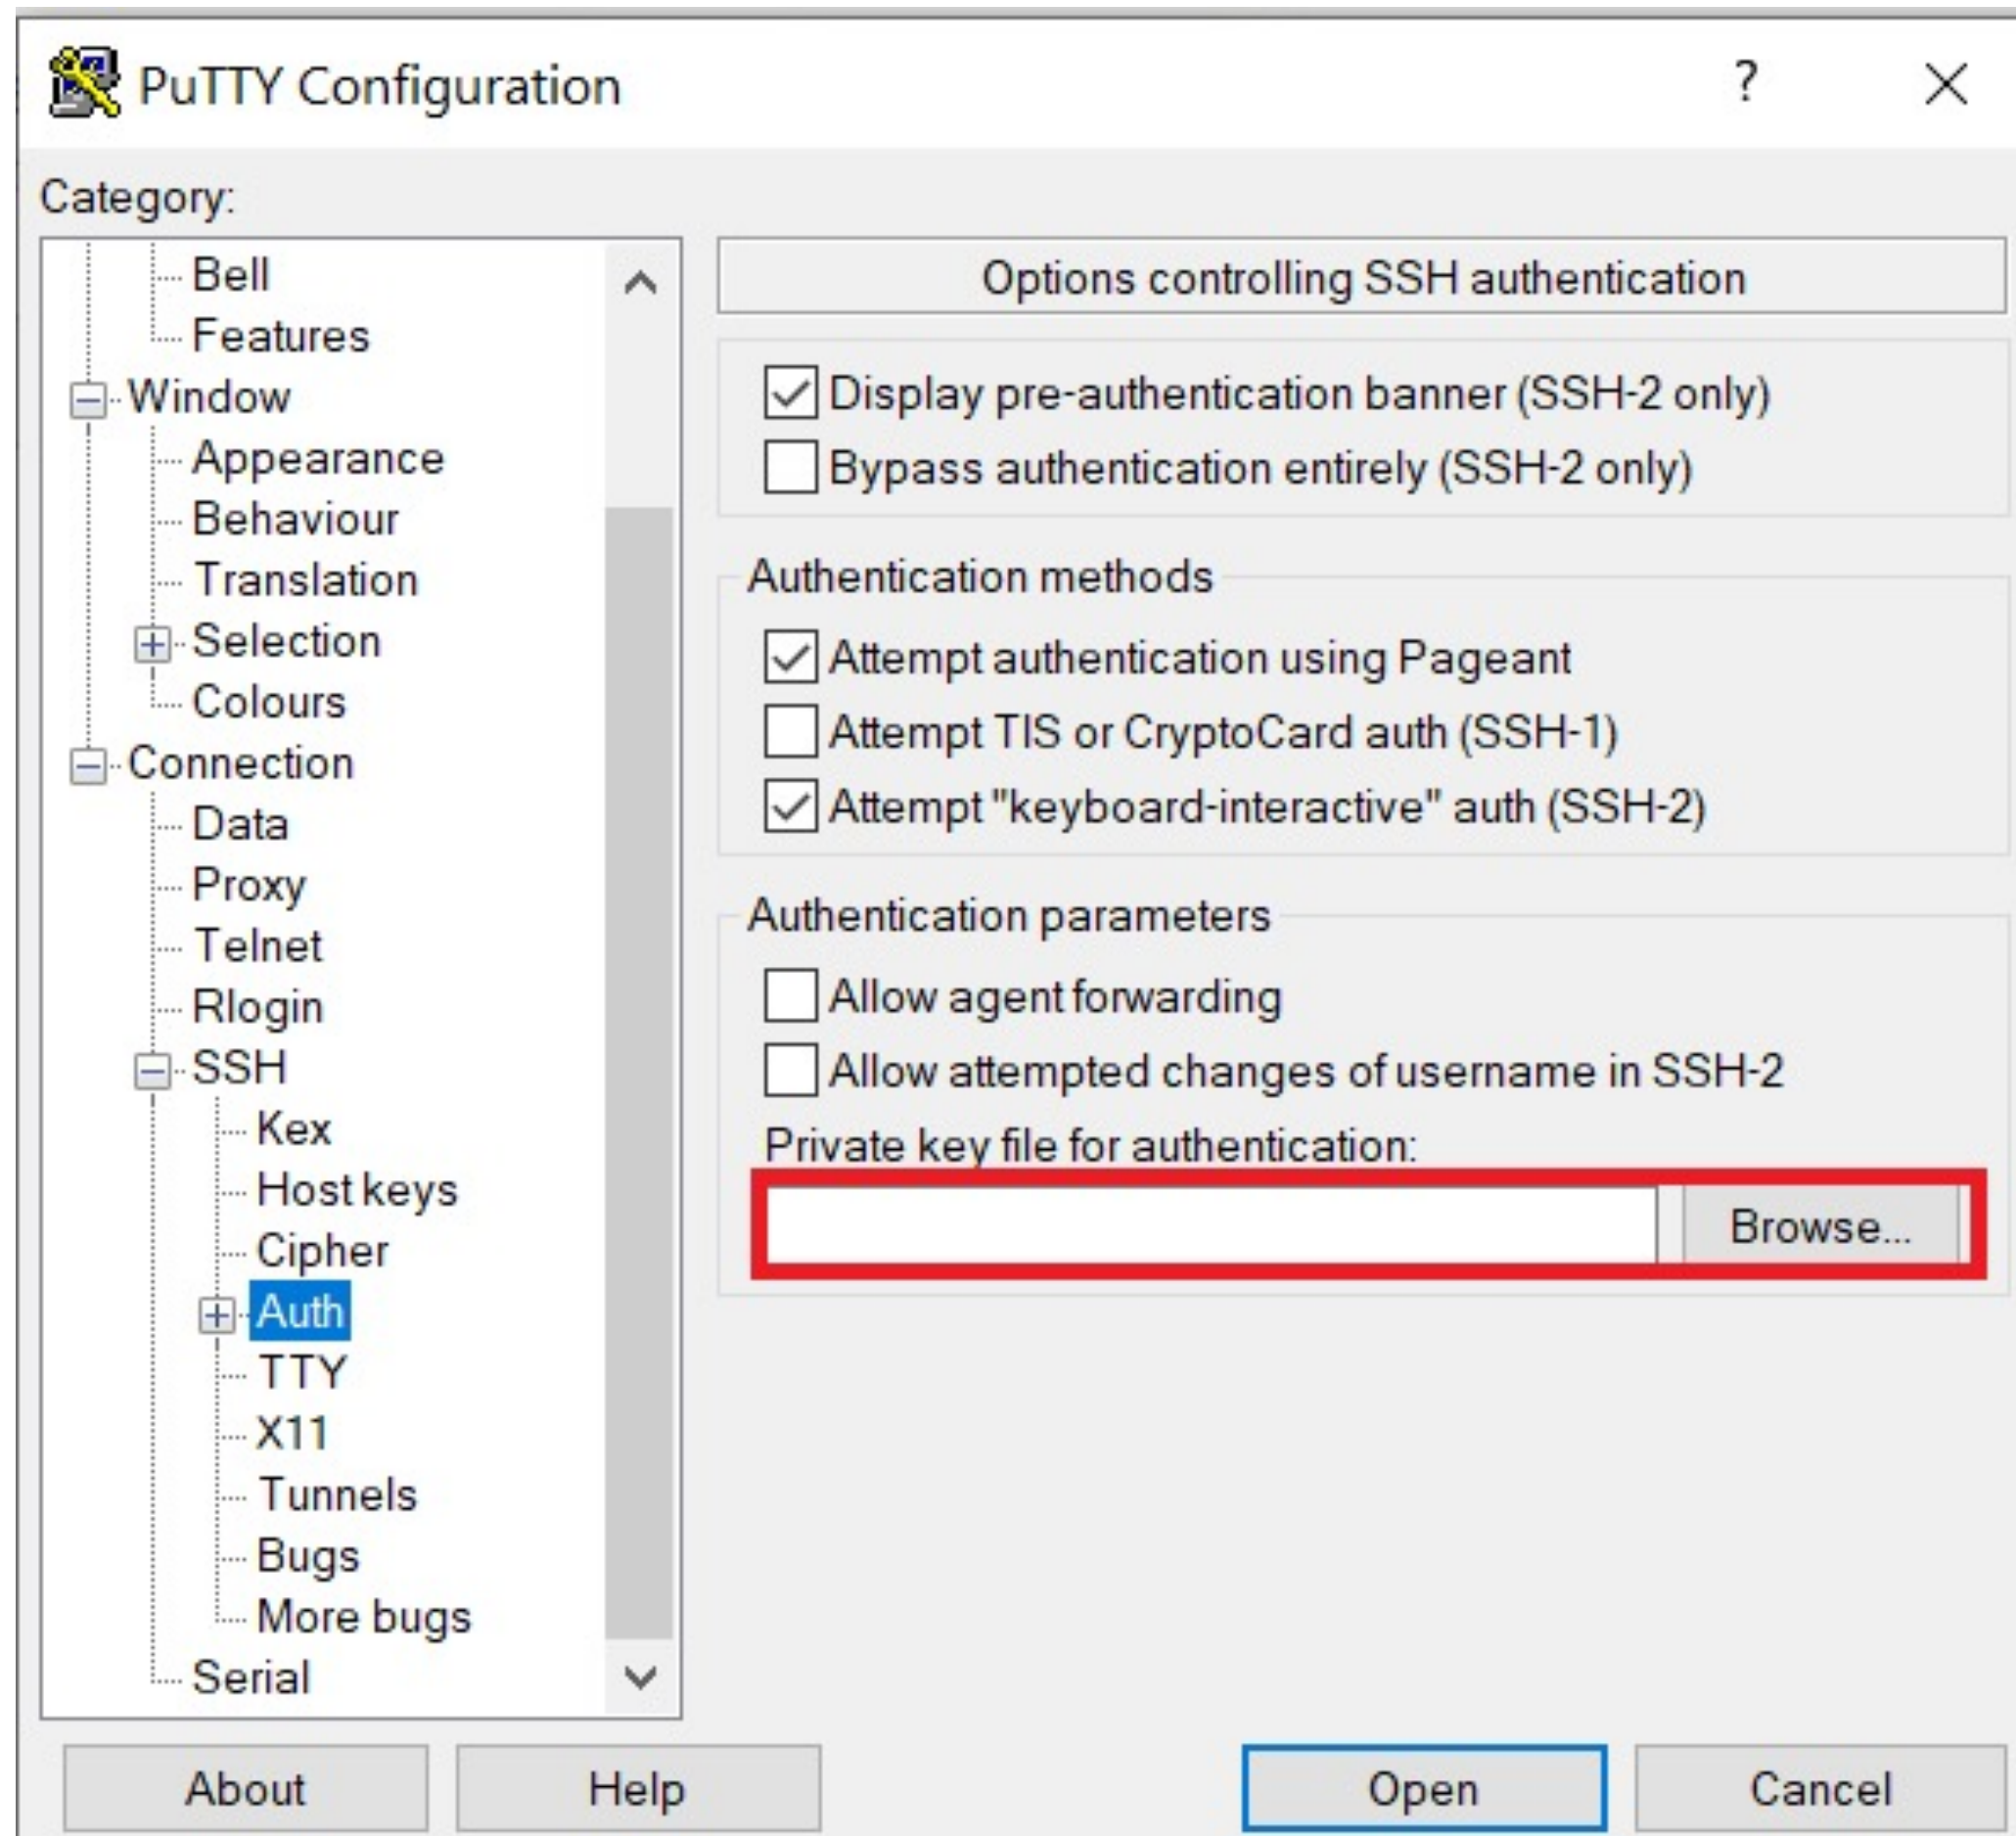 PuTTY Configuration
?
Category:
Bell
Features
Window
Appearance
Behaviour
Translation
Selection
Colours
Connection
Data
Proxy
Telnet
Rlogin
SSH
Kex
Host keys
Cipher
Auth
TTY
X11
Tunnels
Bugs
More bugs
Serial
Options controlling SSH authentication
Display pre-authentication banner (SSH-2 only)
Bypass authentication entirely (SSH-2 only)
Authentication methods
Attempt authentication using Pageant
Attempt TIS or CryptoCard auth (SSH-1)
Attempt "keyboard-interactive" auth (SSH-2)
Authentication parameters
Allow agent forwarding
Allow attempted changes of username in SSH-2
Private key file for authentication:
Browse...
About
Help
Open
Cancel